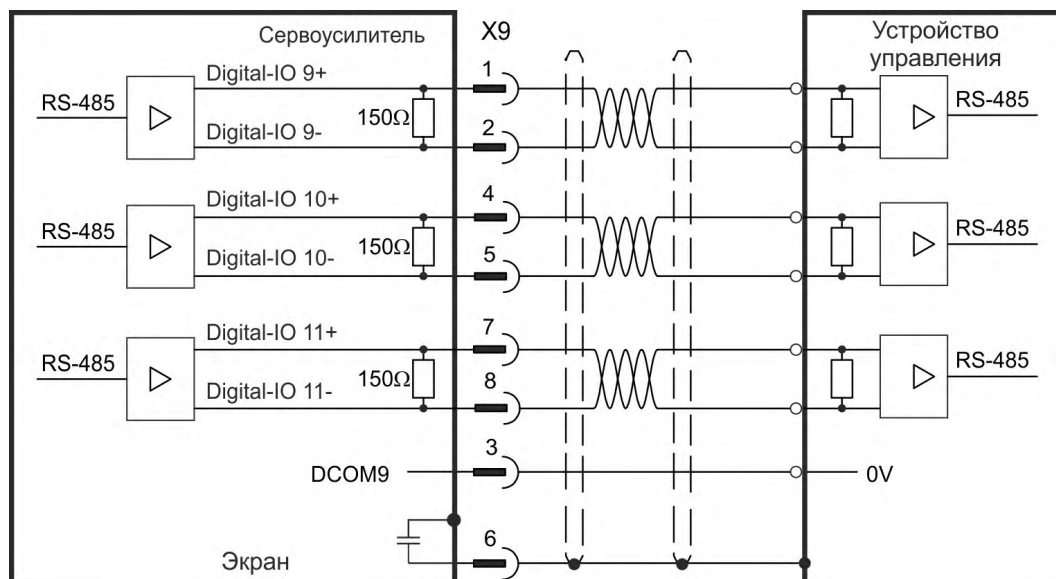 Сервоусилитель
X9
Устройство
управления
Digital-IO 9+
1
RS-485
150Ω
RS-485
Digital-IO 9-
2
Digital-IO 10+
4
RS-485
150Ω
RS-485
Digital-IO 10-
5
Digital-IO 11+
7
RS-485
150Ω
RS-485
Digital-IO 11-
8
3
DCOM9
0V
6
Экран